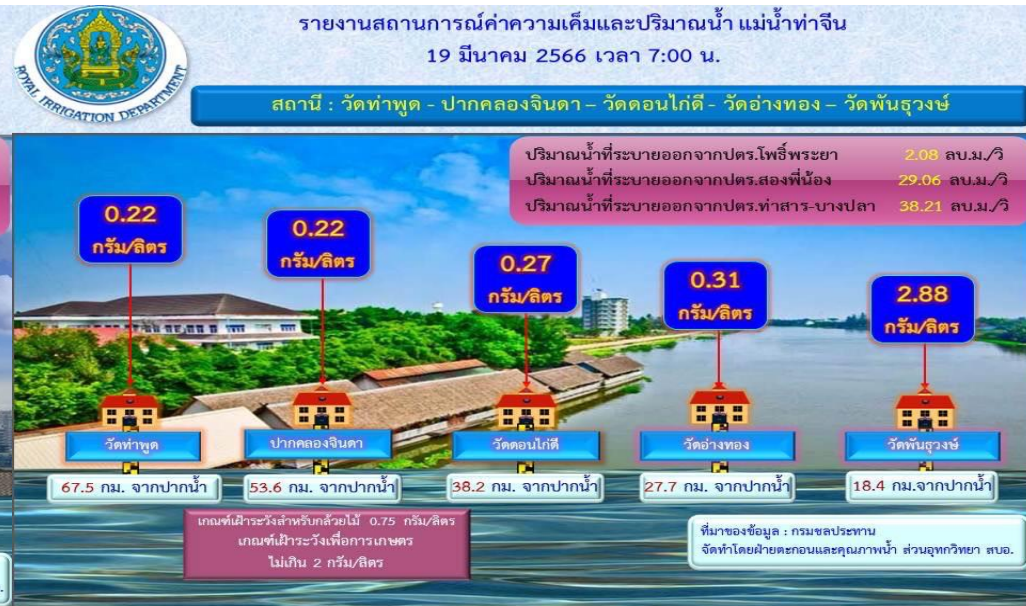 รายงานสถานการณ์ค่าความเค็มและปริมาณน้ำ แม่น้ำท่าจีน
19 มีนาคม 2566 เวลา 7:00 น.
ROYAL IRRIGATION DEPARTMENT
สถานี : วัดท่าพูด - ปากคลองจินดา – วัดดอนไก่ดี - วัดอ่างทอง – วัดพันธุวงษ์
ปริมาณน้ำที่ระบายออกจากปตร.โพธิ์พระยา 2.08 ลบ.ม./วิ
ปริมาณน้ำที่ระบายออกจากปตร.สองพี่น้อง 29.06 ลบ.ม./วิ
ปริมาณน้ำที่ระบายออกจากปตร.ท่าสาร-บางปลา 38.21 ลบ.ม./วิ
0.22
กรัม/ลิตร
0.22
กรัม/ลิตร
0.27
กรัม/ลิตร
0.31
กรัม/ลิตร
2.88
กรัม/ลิตร
วัดท่าพูด
ปากคลองจินดา
วัดดอนไก่ดี
วัดอ่างทอง
วัดพันธุวงษ์
67.5 กม. จากปากน้ำ
53.6 กม. จากปากน้ำ
38.2 กม. จากปากน้ำ
27.7 กม. จากปากน้ำ
18.4 กม.จากปากน้ำ
เกณฑ์เฝ้าระวังสำหรับกล้วยไม้ 0.75 กรัม/ลิตร
เกณฑ์เฝ้าระวังเพื่อการเกษตร
ไม่เกิน 2 กรัม/ลิตร
ที่มาของข้อมูล : กรมชลประทาน
จัดทำโดยฝ่ายตะกอนและคุณภาพน้ำ ส่วนอุทกวิทยา สบอ.